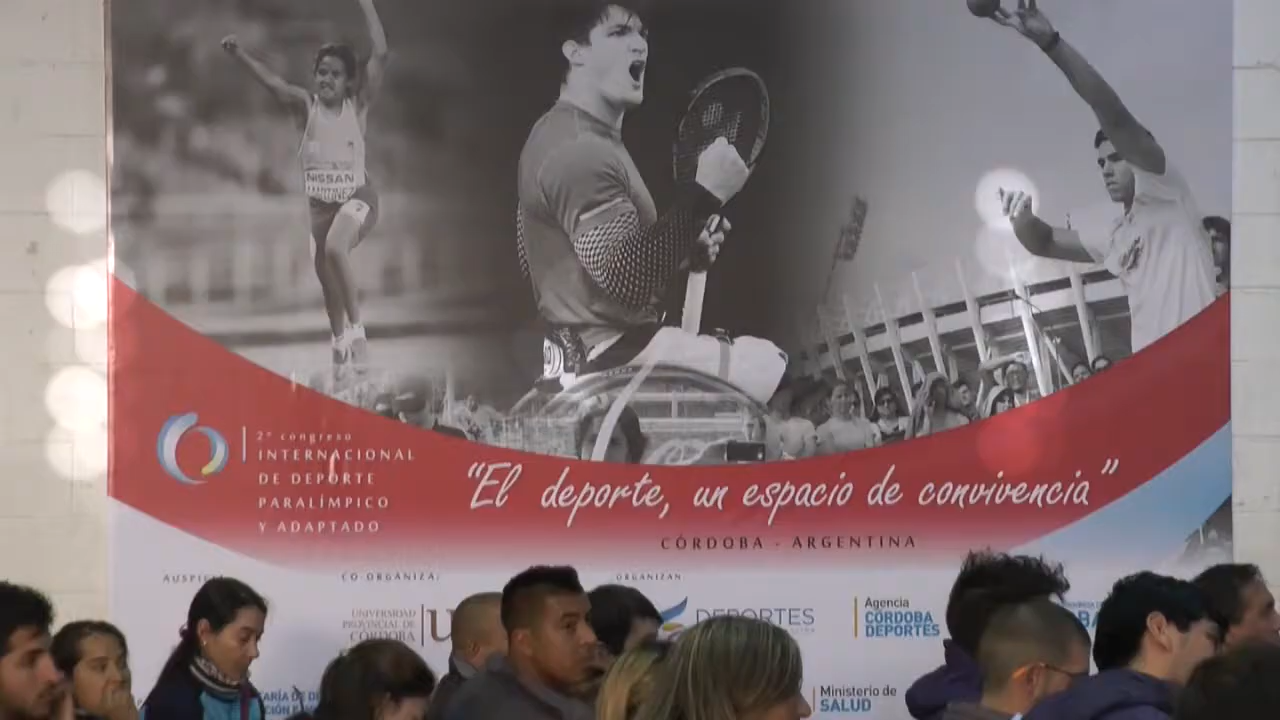 NISSAN
MARTINEZ
2° congreso
INTERNACIONAL
DE DEPORTE
PARALÍMPICO
Y ADAPTADO
"El deporte, un espacio de convivencia"
CÓRDOBA - ARGENTINA
CO-ORGANIZA:
ORGANIZAN:
UNIVERSIDAD
PROVINCIAL DE
CÓRDOBA
DEPORTES
Agencia
CÓRDOBA
DEPORTES
Ministerio de
SALUD